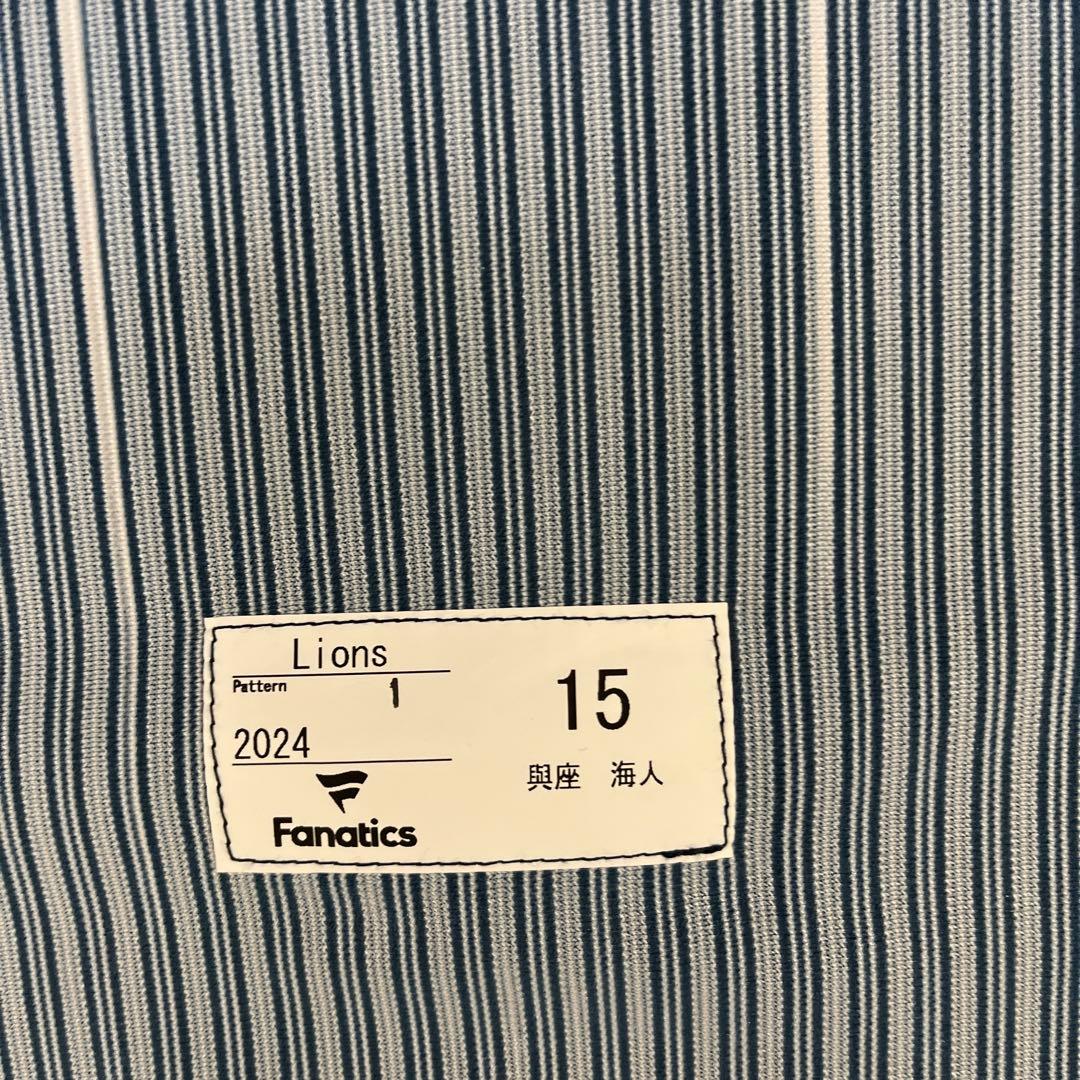 Lions
Pattern 1
2024
Fanatics
15
與座 海人